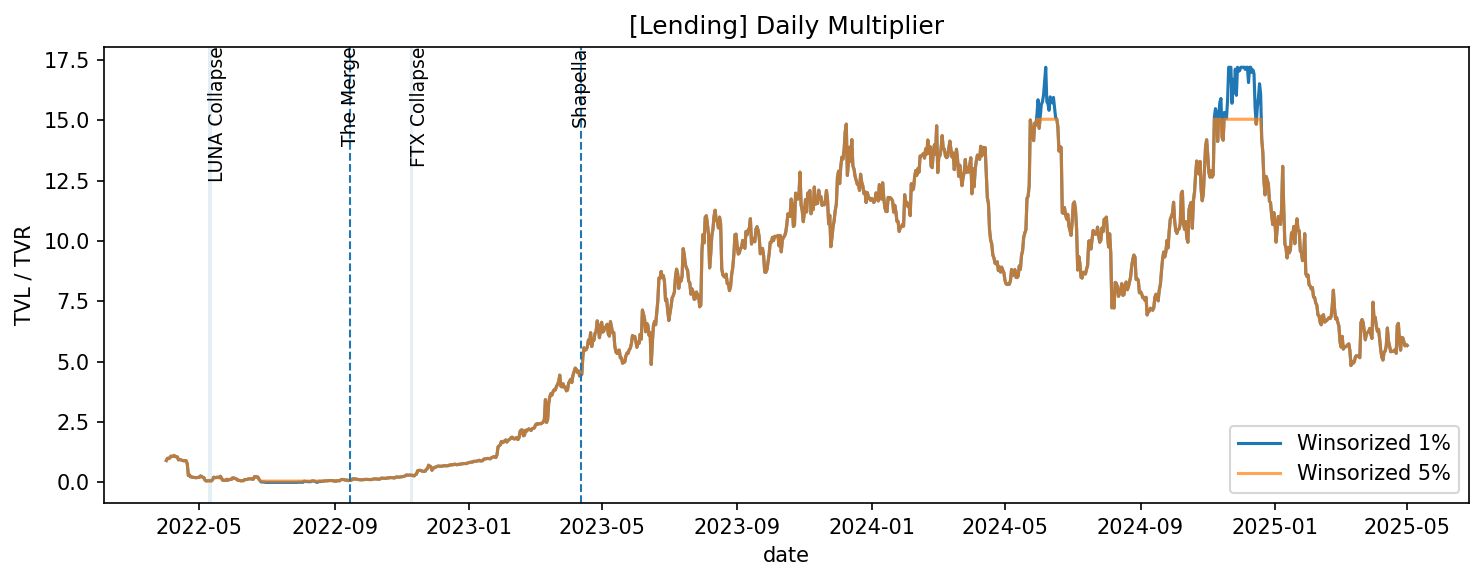 [Lending] Daily Multiplier
17.5
15.0
12.5
10.0
7.5
5.0
2.5
0.0
TVL / TVR
LUNA Collapse
The Merge
FTX Collapse
Shapella
Winsorized 1%
Winsorized 5%
2022-05
2022-09
2023-01
2023-05
2023-09
2024-01
2024-05
2024-09
2025-01
2025-05
date